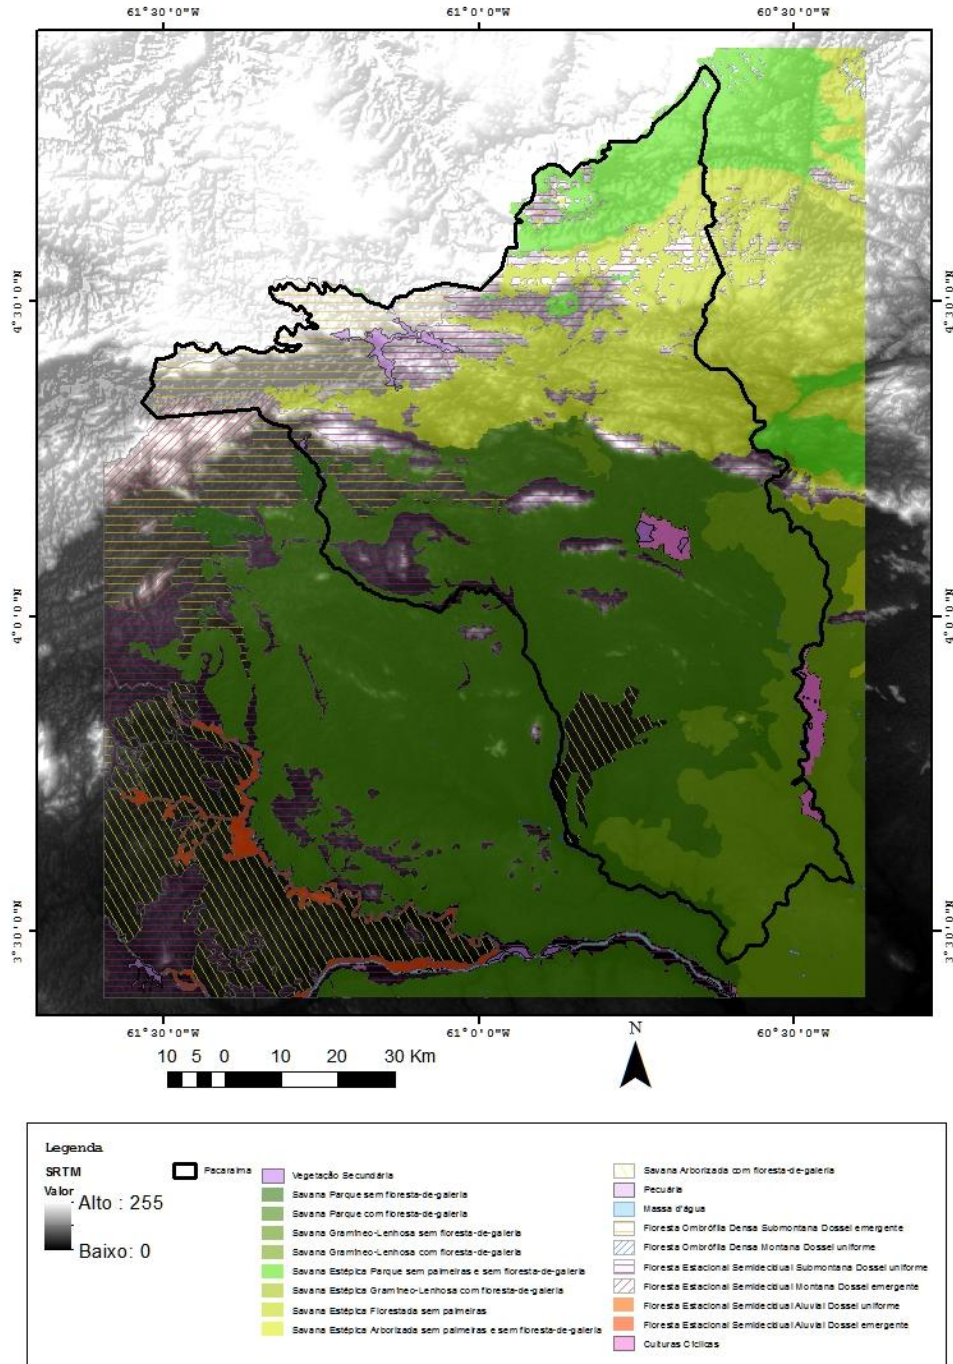 61°30'0"W 61°0'0"W 60°30'0"W
4°30'0"N 4°30'0"N
4°0'0"N 4°0'0"N
3°30'0"N 3°30'0"N
61°30'0"W 61°0'0"W 60°30'0"W
N
10 5 0 10 20 30 Km
Legenda
SRTM
Valor
Alto : 255
Baixo: 0
Pacaraima
Vegetação Secundária
Savana Parque sem floresta-de-galeria
Savana Parque com floresta-de-galeria
Savana Gramíneo-Lenhosa sem floresta-de-galeria
Savana Gramíneo-Lenhosa com floresta-de-galeria
Savana Estépica Parque sem palmeiras e sem floresta-de-galeria
Savana Estépica Gramíneo-Lenhosa com floresta-de-galeria
Savana Estépica Florestada sem palmeiras
Savana Estépica Arborizada sem palmeiras e sem floresta-de-galeria
Savana Arborizada com floresta-de-galeria
Pecuária
Massa d'água
Floresta Ombrófila Densa Submontana Dossel emergente
Floresta Ombrófila Densa Montana Dossel uniforme
Floresta Estacional Semidecidual Submontana Dossel uniforme
Floresta Estacional Semidecidual Montana Dossel emergente
Floresta Estacional Semidecidual Aluvial Dossel uniforme
Floresta Estacional Semidecidual Aluvial Dossel emergente
Culturas Cíclicas